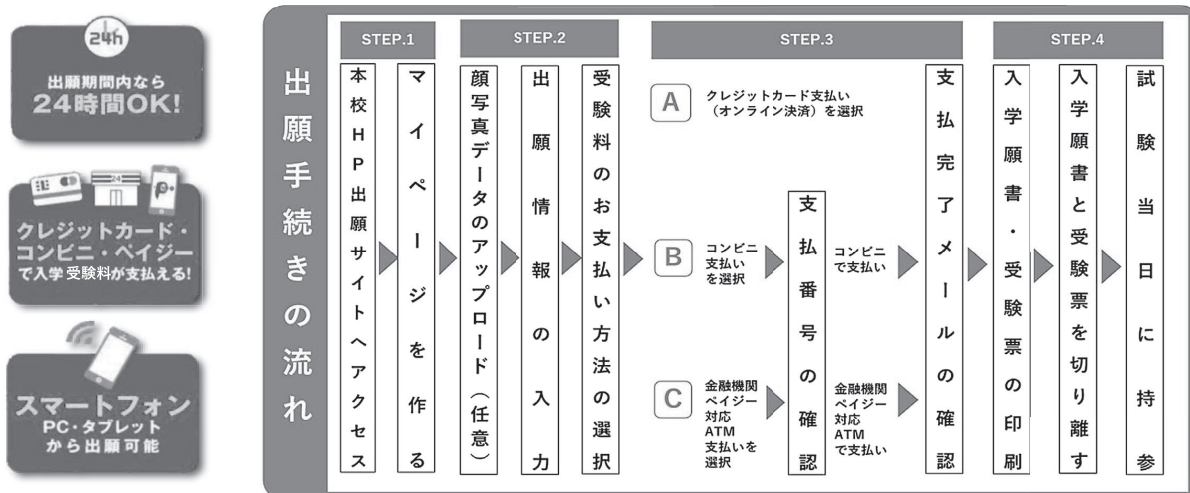 24h
出願期間内なら
24時間OK!
24
P
クレジットカード・
コンビニ・ペイジー
で入学受験料が支払える!
スマートフォン
PC・タブレット
から出願可能
出願手続きの流れ
STEP.1
本校HP出願サイトへアクセス
マイページを作る
STEP.2
顔写真データのアップロード(任意)
出願情報の入力
受験料のお支払い方法の選択
STEP.3
A
クレジットカード支払い
(オンライン決済)を選択
B
コンビニ
支払い
を選択
C
金融機関
ペイジー
対応
ATM
支払いを
選択
支払番号の確認
コンビニ
で支払い
金融機関
ペイジー
対応
ATM
で支払い
支払完了メールの確認
STEP.4
入学願書・受験票の印刷
入学願書と受験票を切り離す
試験当日に持参